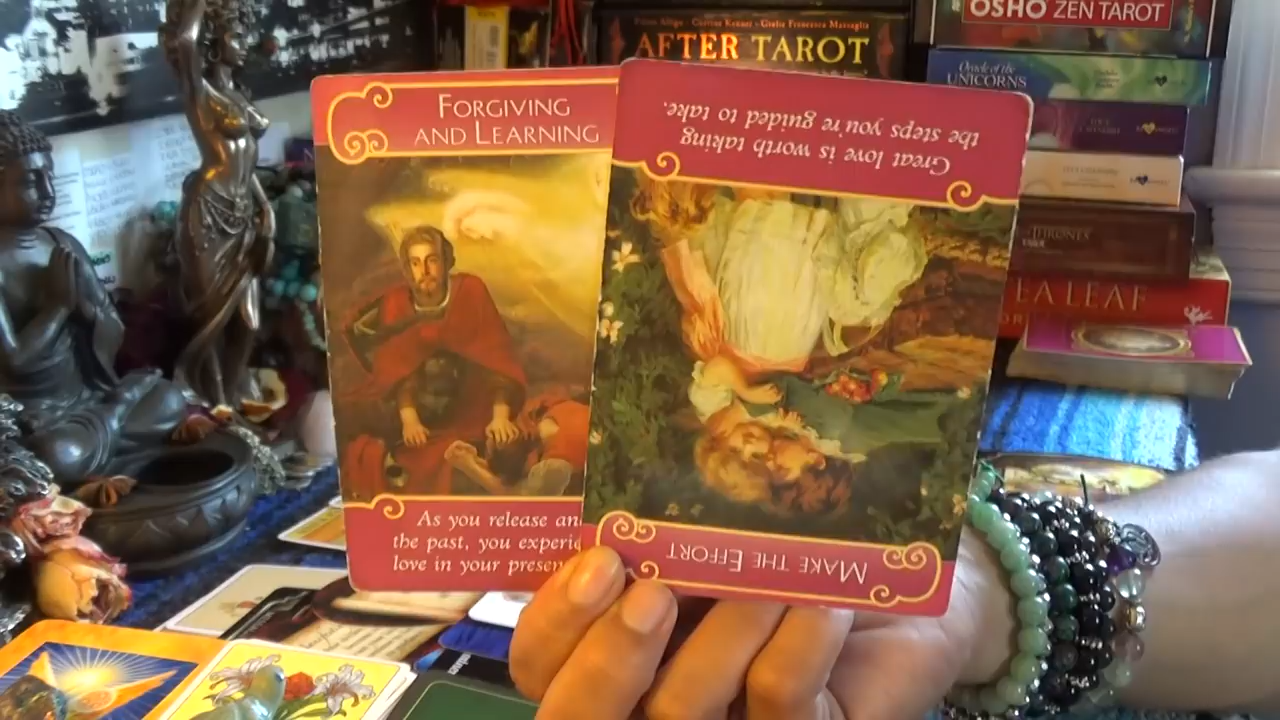 FORGIVING
AND LEARNING
As you release an
the past, you experie
love in your presen
Great love is worth taking
the steps you're guided to take.
MAKE THE EFFORT
AFTER TAROT
OSHO ZEN TAROT
Oracle of the
UNICORNS
THRONES
EA LEAF